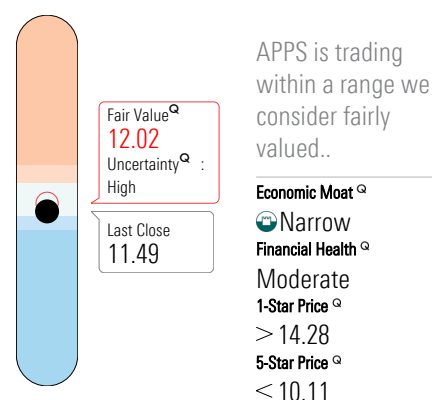 Fair Value Q
12.02
Uncertainty Q :
High
Last Close
11.49
APPS is trading
within a range we
consider fairly
valued..
Economic Moat Q
Narrow
Financial Health Q
Moderate
1-Star Price Q
> 14.28
5-Star Price Q
< 10.11